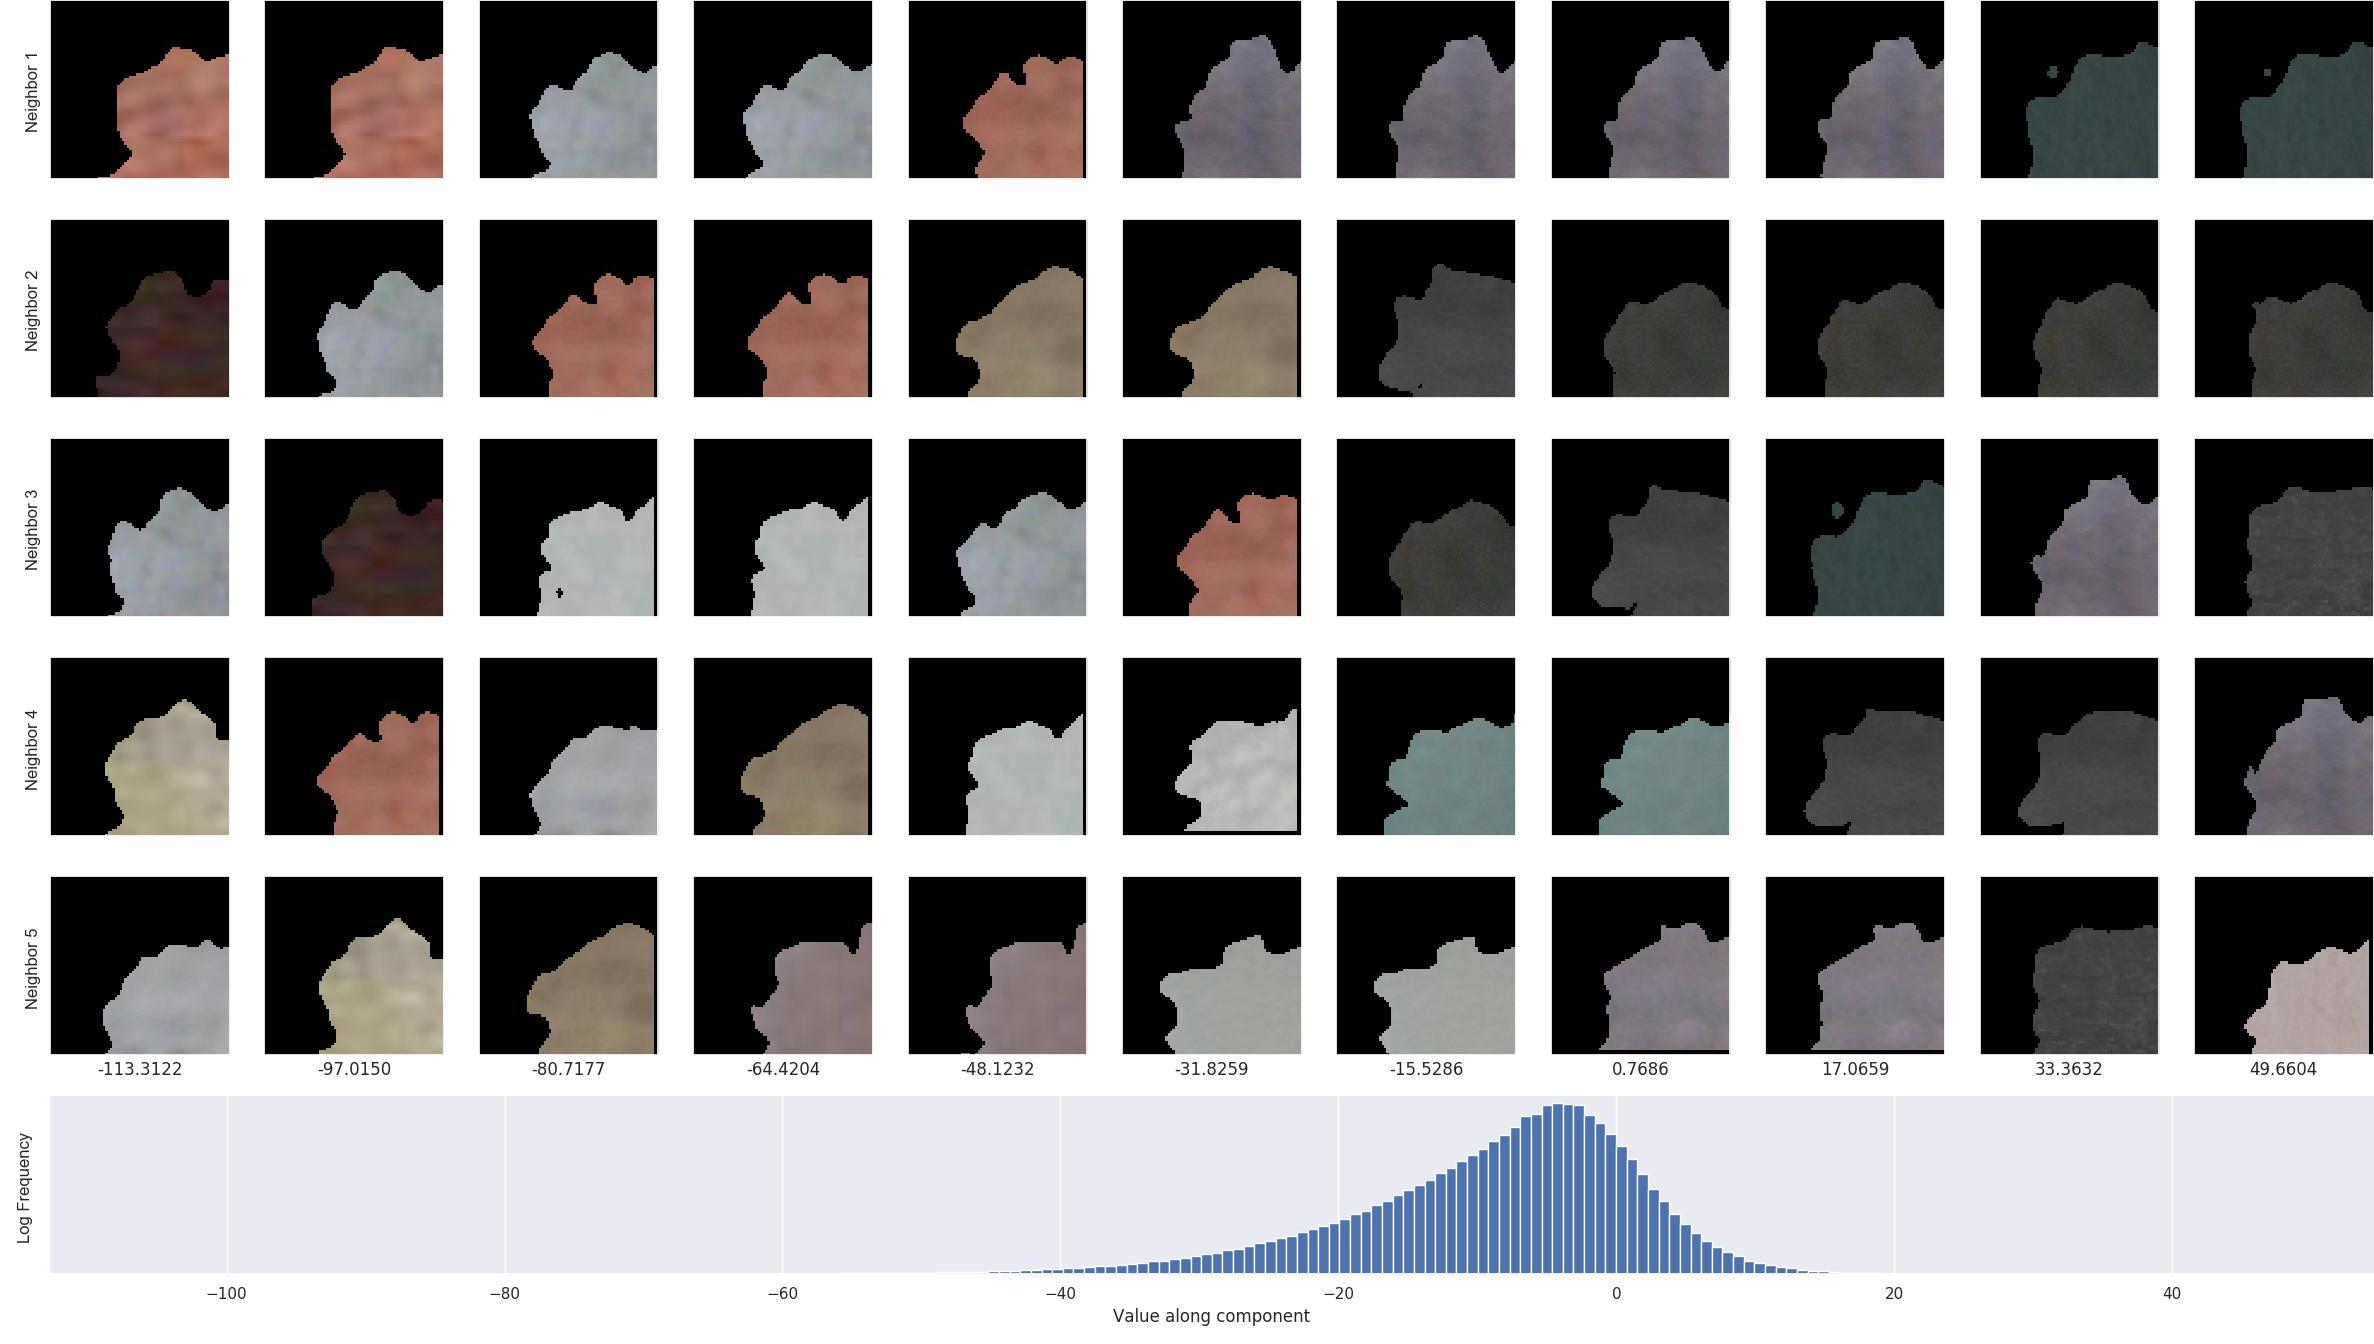 Neighbor 1
Neighbor 2
Neighbor 3
Neighbor 4
Neighbor 5
-113.3122 -97.0150 -80.7177 -64.4204 -48.1232 -31.8259 -15.5286 0.7686 17.0659 33.3632 49.6604
Log Frequency
−100 −80 −60 −40 −20 0 20 40
Value along component